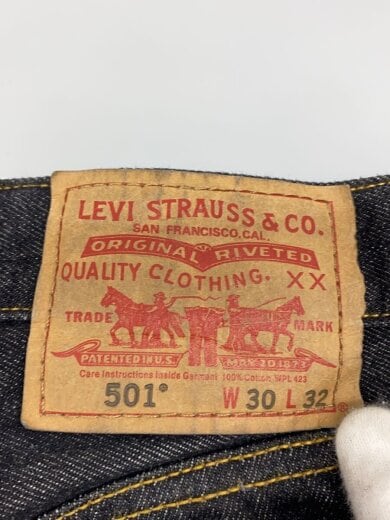 LEVI STRAUSS & CO.
SAN FRANCISCO, CAL.
ORIGINAL RIVETED
QUALITY CLOTHING. XX
TRADE MARK
PATENTED IN U.S. MAY 20 1873
Care Instructions Inside Garment 100% Cotton WPL 423
501® W 30 L 32 ®